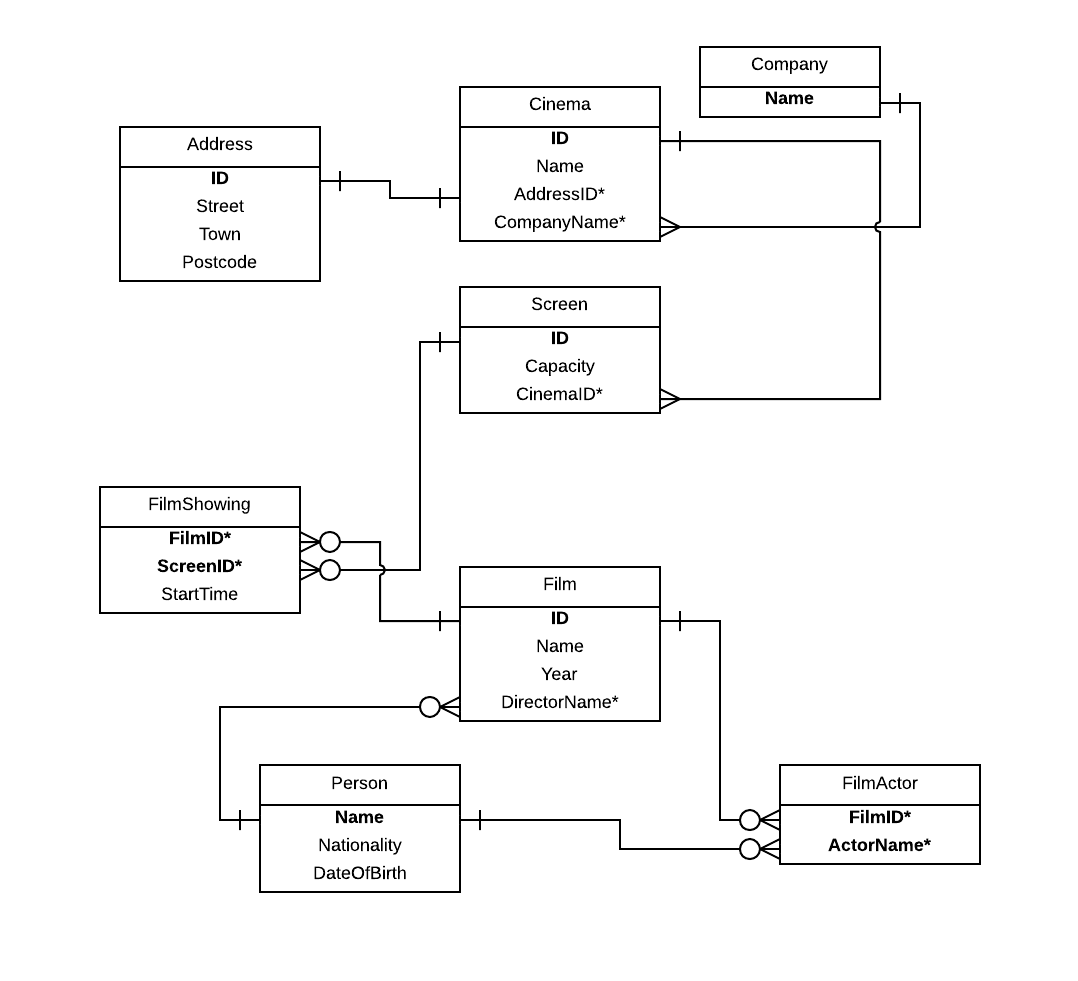 Company
Name
Cinema
ID
Name
AddressID*
CompanyName*
Address
ID
Street
Town
Postcode
Screen
ID
Capacity
CinemaID*
FilmShowing
FilmID*
ScreenID*
StartTime
Film
ID
Name
Year
DirectorName*
Person
Name
Nationality
DateOfBirth
FilmActor
FilmID*
ActorName*